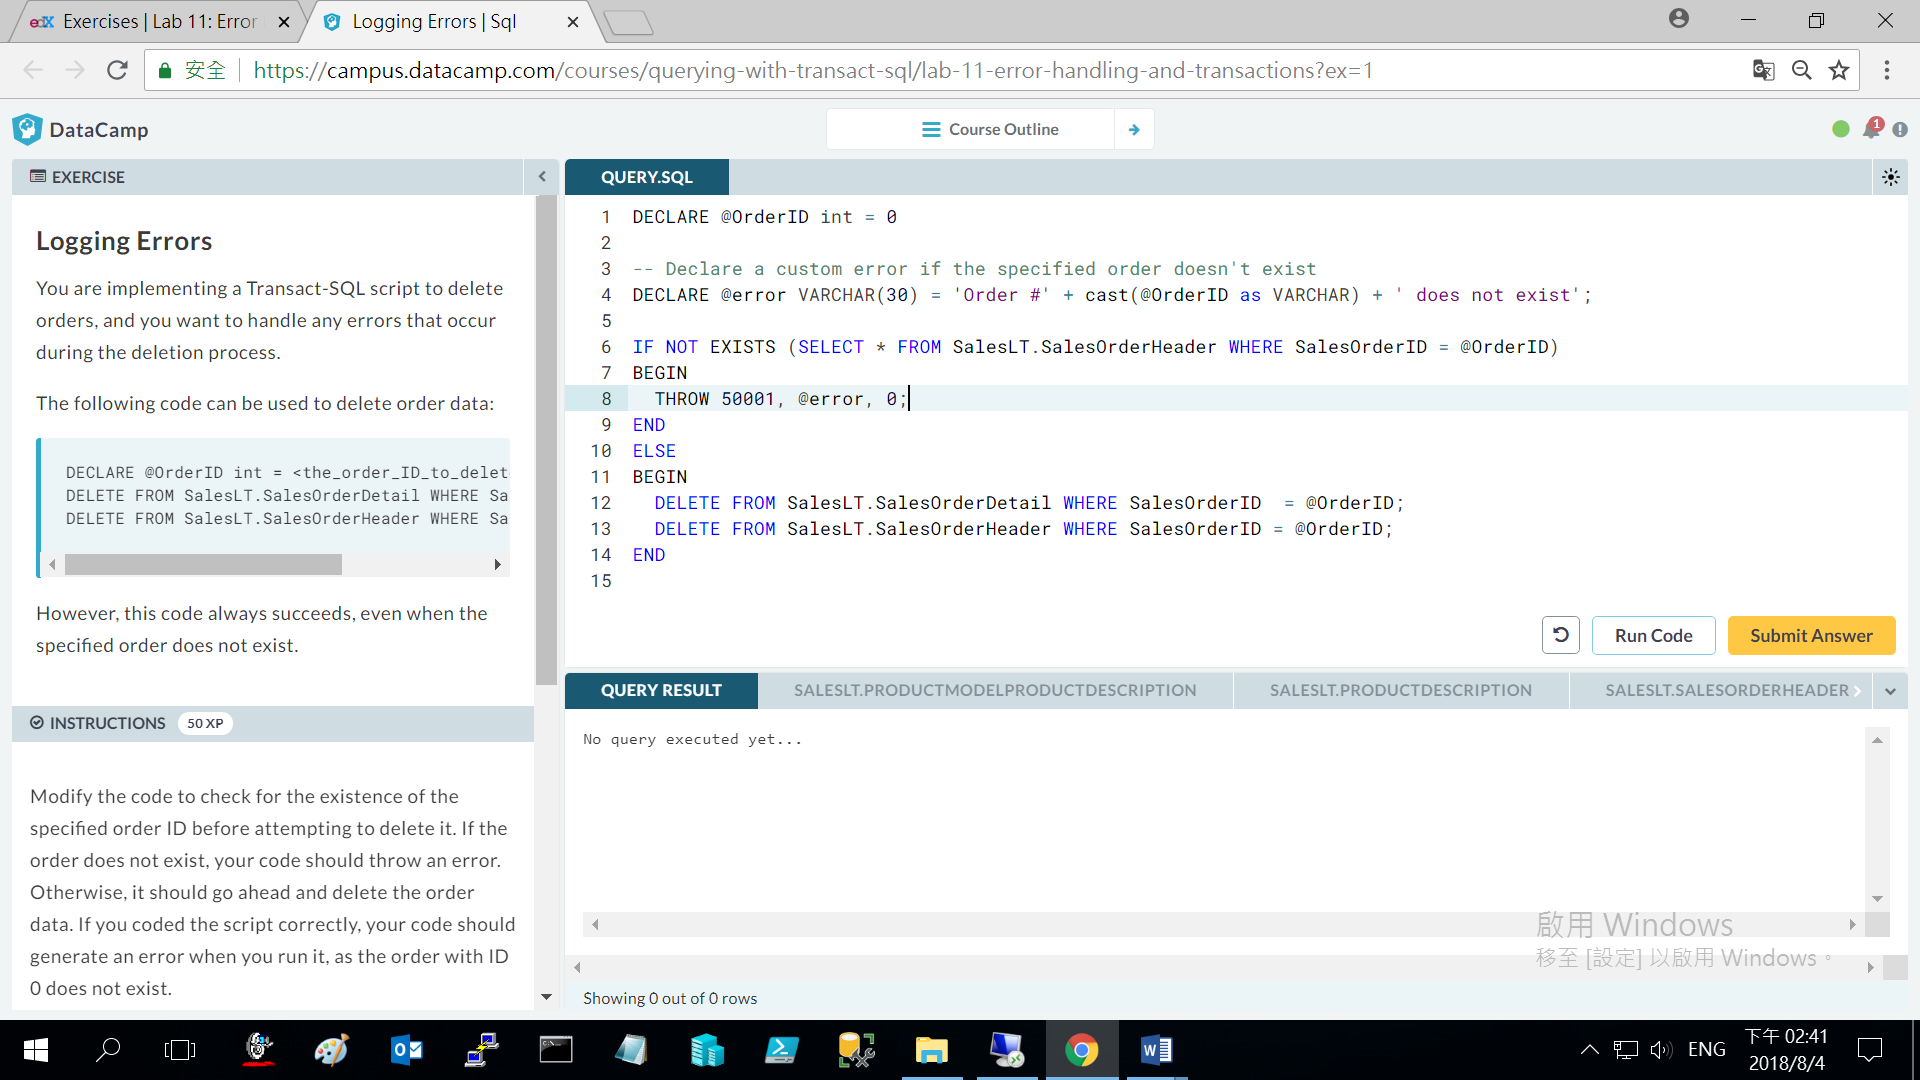 edX Exercises | Lab 11: Error
Logging Errors | Sql
安全
https://campus.datacamp.com/courses/querying-with-transact-sql/lab-11-error-handling-and-transactions?ex=1
DataCamp
Course Outline
1
EXERCISE
Logging Errors
You are implementing a Transact-SQL script to delete
orders, and you want to handle any errors that occur
during the deletion process.
The following code can be used to delete order data:
DECLARE @OrderID int = <the_order_ID_to_delet
DELETE FROM SalesLT.SalesOrderDetail WHERE Sa
DELETE FROM SalesLT.SalesOrderHeader WHERE Sa
However, this code always succeeds, even when the
specified order does not exist.
INSTRUCTIONS 50 XP
Modify the code to check for the existence of the
specified order ID before attempting to delete it. If the
order does not exist, your code should throw an error.
Otherwise, it should go ahead and delete the order
data. If you coded the script correctly, your code should
generate an error when you run it, as the order with ID
0 does not exist.
QUERY.SQL
1 DECLARE @OrderID int = 0
2
3 -- Declare a custom error if the specified order doesn't exist
4 DECLARE @error VARCHAR(30) = 'Order #' + cast(@OrderID as VARCHAR) + ' does not exist';
5
6 IF NOT EXISTS (SELECT * FROM SalesLT.SalesOrderHeader WHERE SalesOrderID = @OrderID)
7 BEGIN
8 THROW 50001, @error, 0;
9 END
10 ELSE
11 BEGIN
12 DELETE FROM SalesLT.SalesOrderDetail WHERE SalesOrderID  = @OrderID;
13 DELETE FROM SalesLT.SalesOrderHeader WHERE SalesOrderID = @OrderID;
14 END
15
Run Code
Submit Answer
QUERY RESULT
SALESLT.PRODUCTMODELPRODUCTDESCRIPTION
SALESLT.PRODUCTDESCRIPTION
SALESLT.SALESORDERHEADER
No query executed yet...
啟用 Windows
移至 [設定] 以啟用 Windows。
Showing 0 out of 0 rows
ENG
下午 02:41
2018/8/4